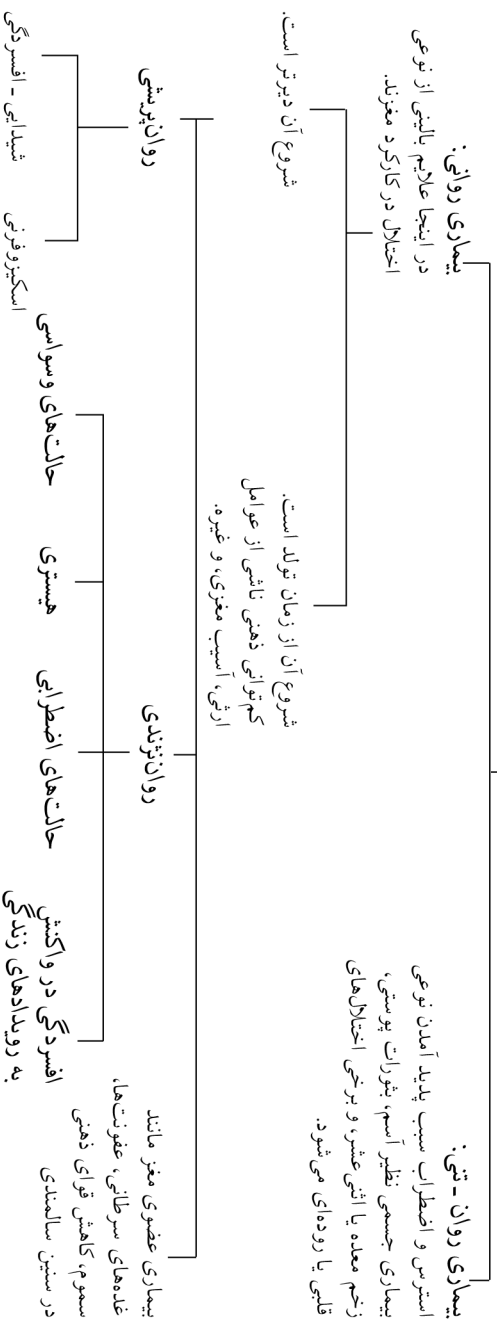 بیماری روان ـ تنی:
استرس و اضطراب سبب پدید آمدن نوعی
بیماری جسمی نظیر آسم، بثورات پوستی،
زخم معده یا اثنی‌عشر، و برخی اختلال‌های
قلبی یا روده‌ای می‌شود.
بیماری روانی:
در اینجا علایم بالینی از نوعی
اختلال در کارکرد مغزند.
شروع آن از زمان تولد است.
کم‌توانی ذهنی ناشی از عوامل
ارثی، آسیب مغزی، و غیره.
شروع آن دیرتر است.
بیماری عضوی مغز مانند
غده‌های سرطانی، عفونت‌ها،
سموم، کاهش قوای ذهنی
در سنین سالمندی
روان‌نژندی
روان‌پریشی
افسردگی در واکنش
به رویدادهای زندگی
حالت‌های اضطرابی
هیستری
حالت‌های وسواسی
اسکیزوفرنی
شیدایی ـ افسردگی